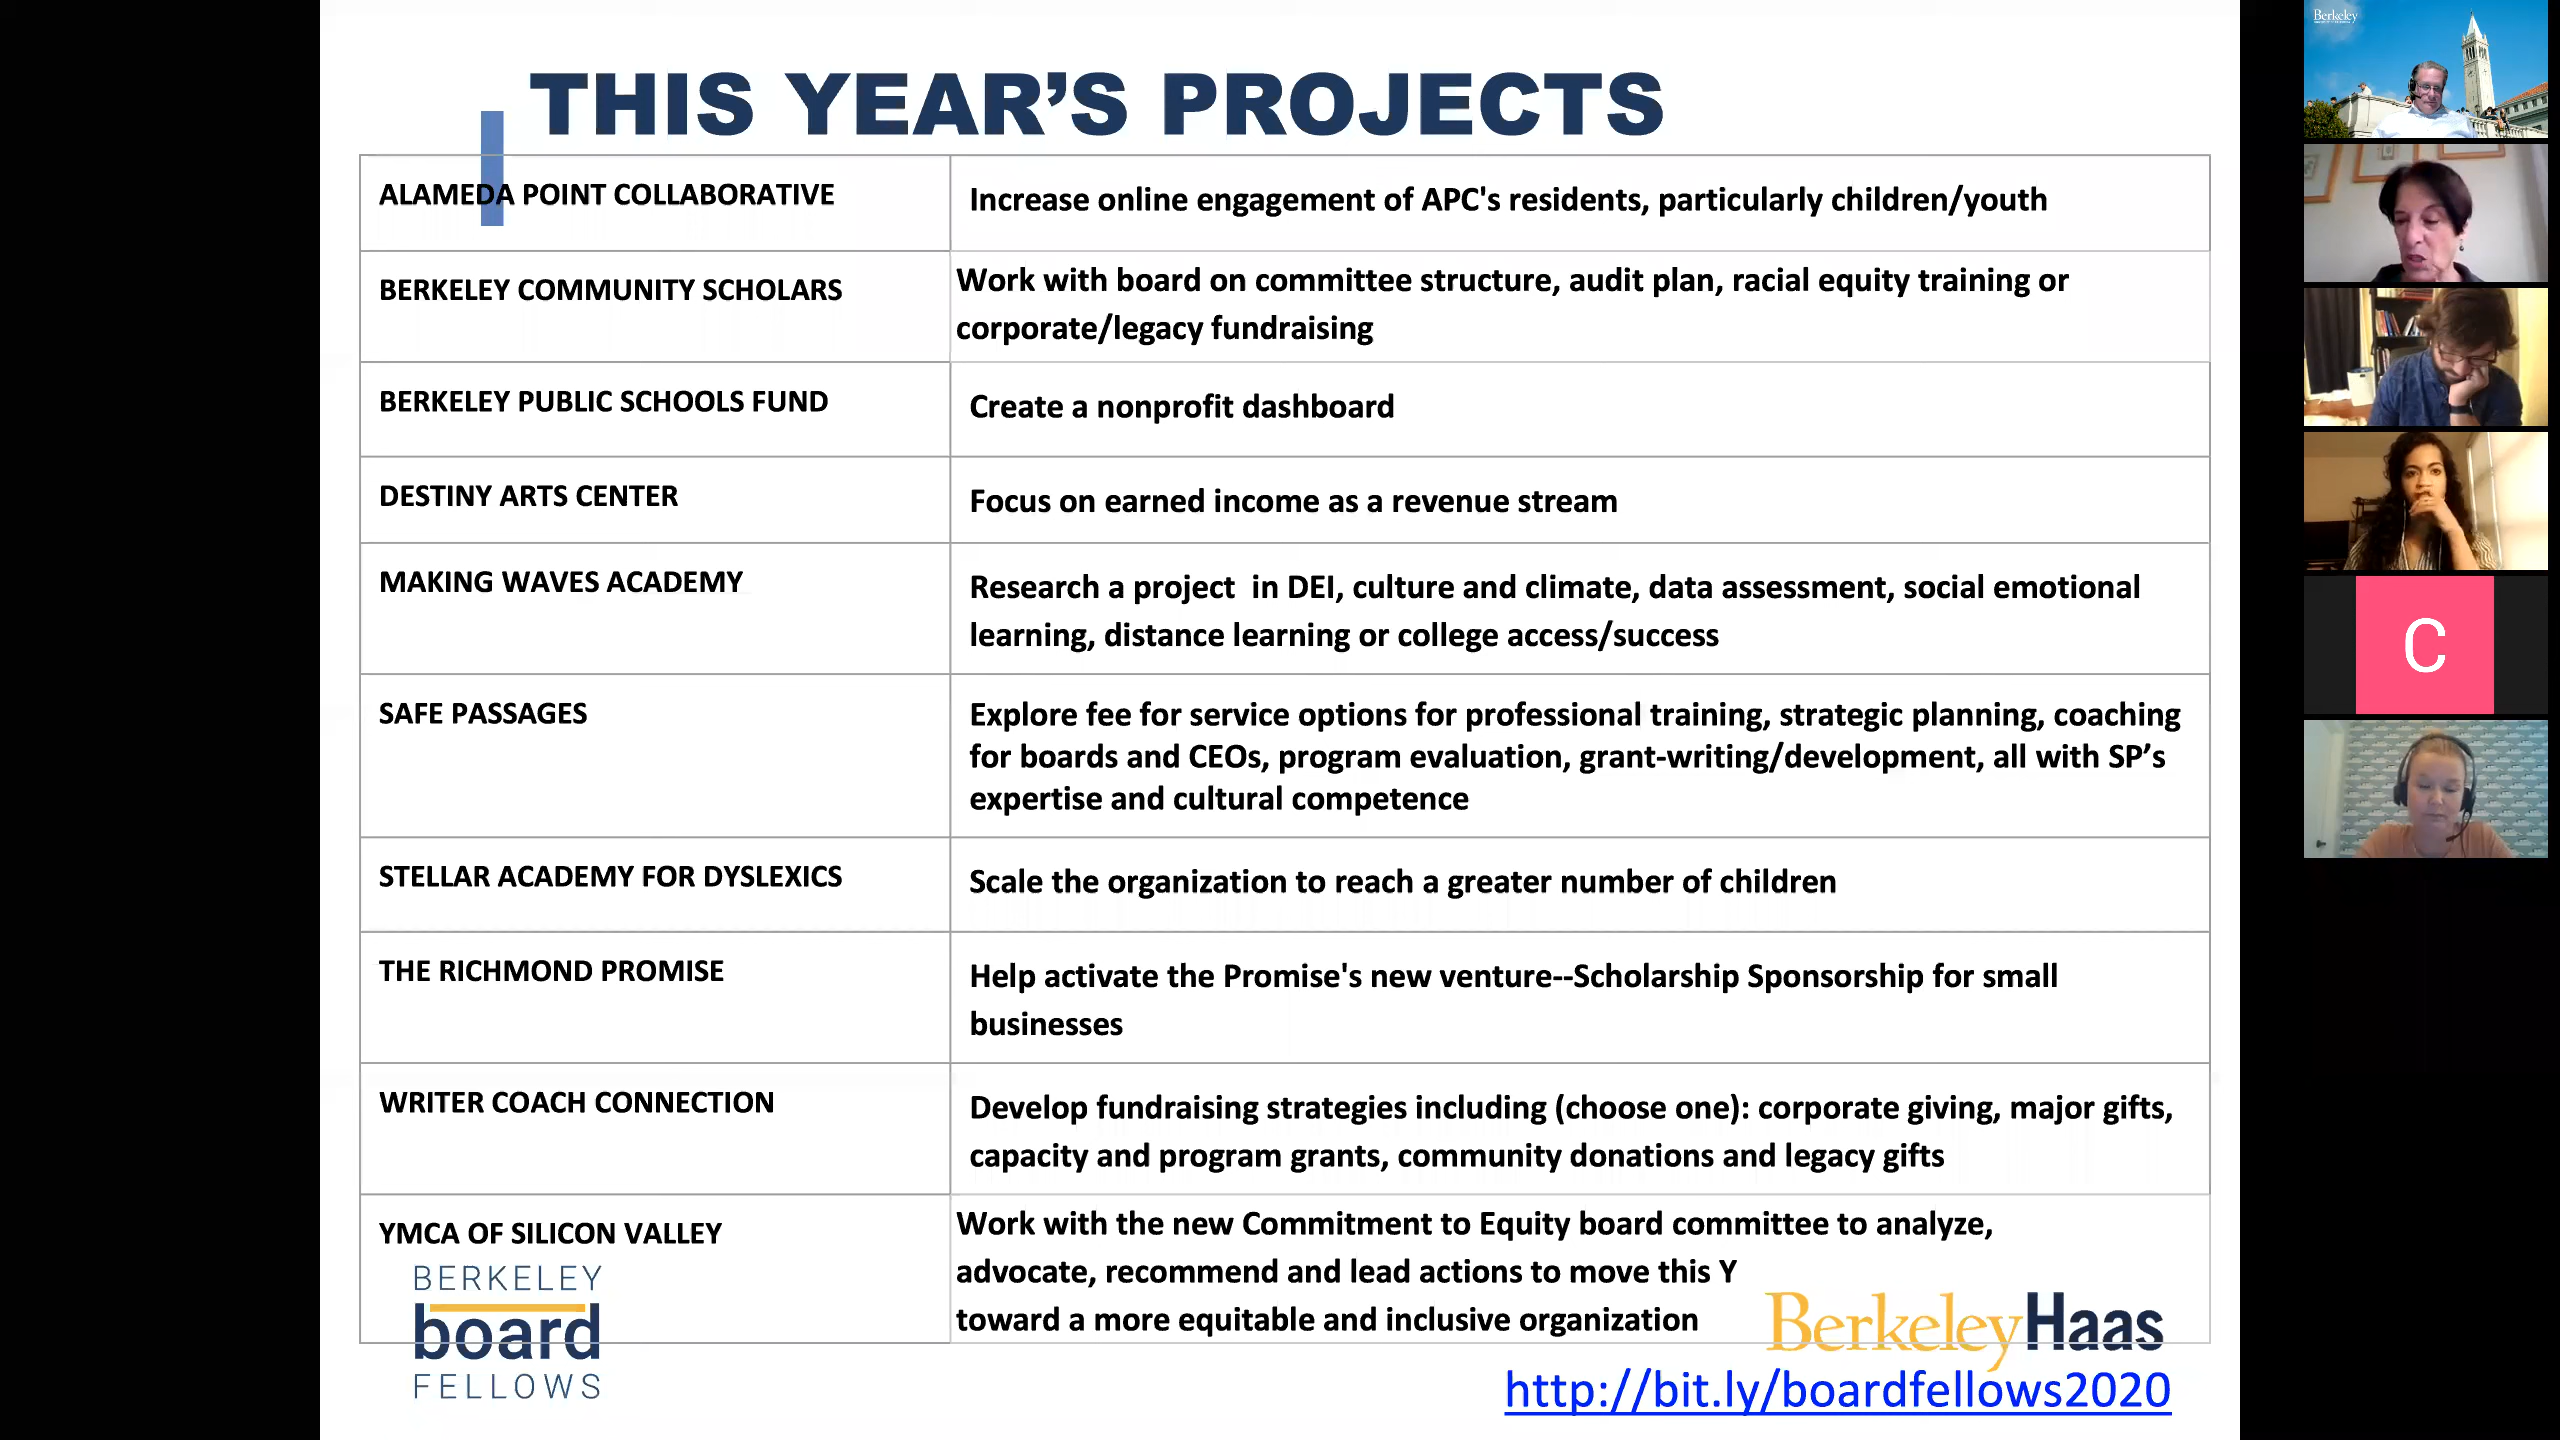 THIS YEAR'S PROJECTS
ALAMEDA POINT COLLABORATIVE
Increase online engagement of APC's residents, particularly children/youth
BERKELEY COMMUNITY SCHOLARS
Work with board on committee structure, audit plan, racial equity training or
corporate/legacy fundraising
BERKELEY PUBLIC SCHOOLS FUND
Create a nonprofit dashboard
DESTINY ARTS CENTER
Focus on earned income as a revenue stream
MAKING WAVES ACADEMY
Research a project  in DEI, culture and climate, data assessment, social emotional
learning, distance learning or college access/success
SAFE PASSAGES
Explore fee for service options for professional training, strategic planning, coaching
for boards and CEOs, program evaluation, grant-writing/development, all with SP’s
expertise and cultural competence
STELLAR ACADEMY FOR DYSLEXICS
Scale the organization to reach a greater number of children
THE RICHMOND PROMISE
Help activate the Promise's new venture--Scholarship Sponsorship for small
businesses
WRITER COACH CONNECTION
Develop fundraising strategies including (choose one): corporate giving, major gifts,
capacity and program grants, community donations and legacy gifts
YMCA OF SILICON VALLEY
Work with the new Commitment to Equity board committee to analyze,
advocate, recommend and lead actions to move this Y
toward a more equitable and inclusive organization
BERKELEY
board
FELLOWS
BerkeleyHaas
http://bit.ly/boardfellows2020
Berkeley
C